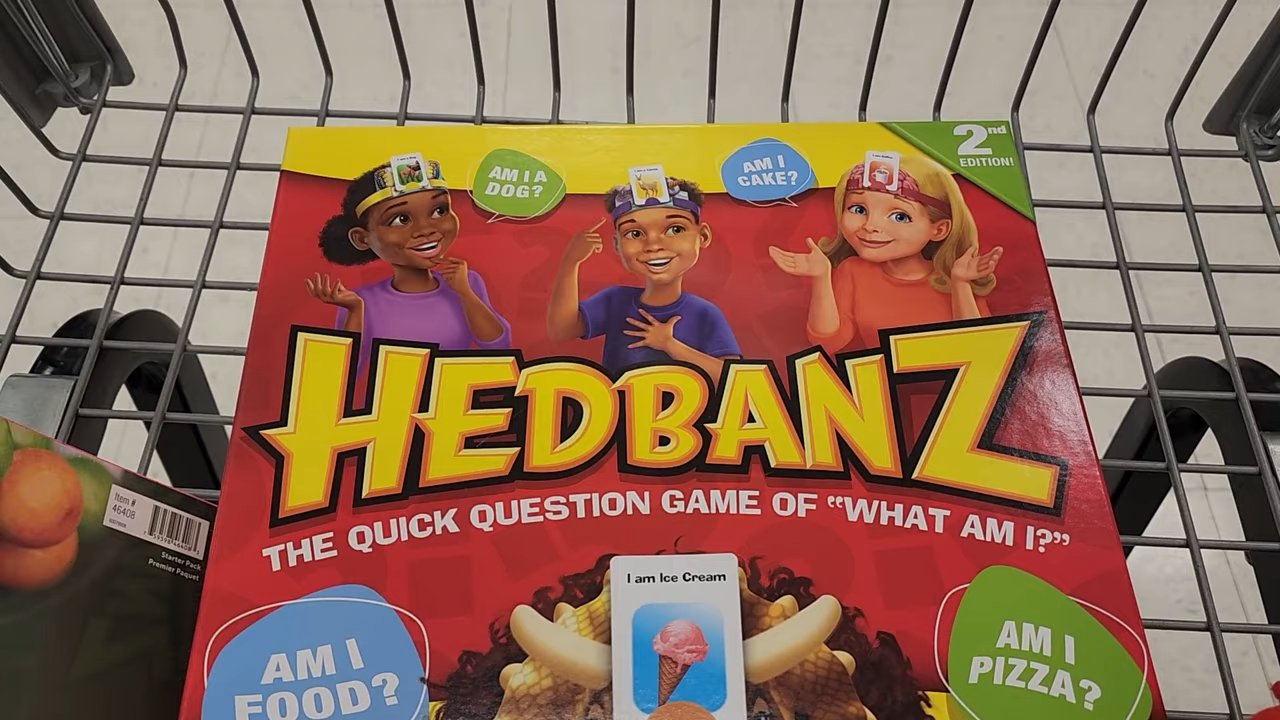 2nd
EDITION!
AM I A
DOG?
AM I
CAKE?
HEDBANZ
THE QUICK QUESTION GAME OF “WHAT AM I?”
Item #
46408
Starter Pack
Premier Paquet
I am Ice Cream
AM I
FOOD?
AM I
PIZZA?